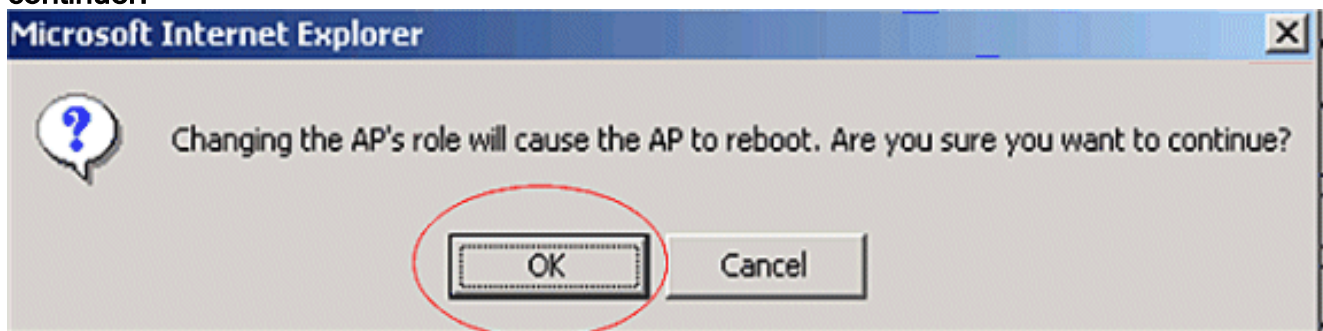 Microsoft Internet Explorer
Changing the AP's role will cause the AP to reboot. Are you sure you want to continue?
OK Cancel